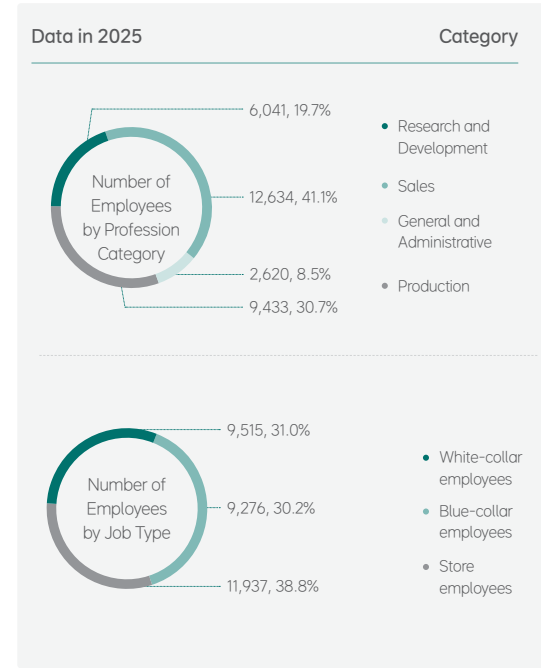 Data in 2025
Category
6,041, 19.7%
Number of
Employees
by Profession
Category
12,634, 41.1%
2,620, 8.5%
9,433, 30.7%
Research and
Development
Sales
General and
Administrative
Production
9,515, 31.0%
Number of
Employees
by Job Type
9,276, 30.2%
11,937, 38.8%
White-collar
employees
Blue-collar
employees
Store
employees